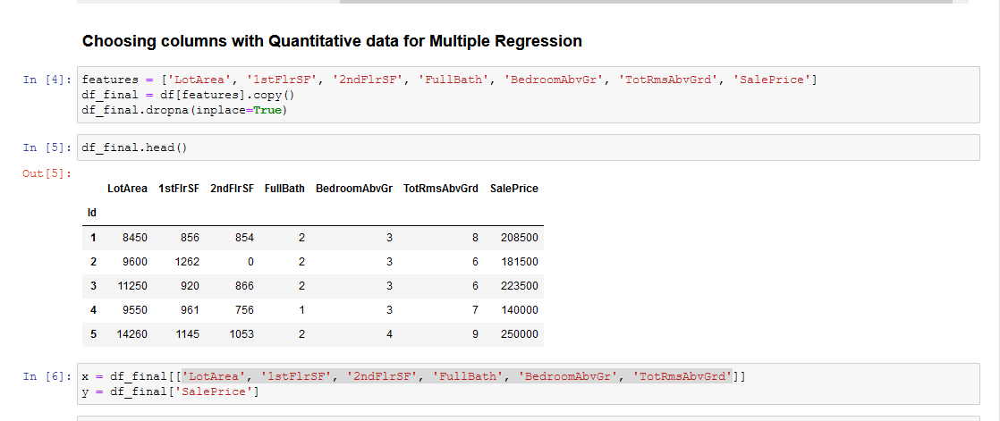 Choosing columns with Quantitative data for Multiple Regression
In [4]: features = ['LotArea', '1stFlrSF', '2ndFlrSF', 'FullBath', 'BedroomAbvGr', 'TotRmsAbvGrd', 'SalePrice']
df_final = df[features].copy()
df_final.dropna(inplace=True)
In [5]: df_final.head()
Out[5]:
LotArea 1stFlrSF 2ndFlrSF FullBath BedroomAbvGr TotRmsAbvGrd SalePrice
Id
1 8450 856 854 2 3 8 208500
2 9600 1262 0 2 3 6 181500
3 11250 920 866 2 3 6 223500
4 9550 961 756 1 3 7 140000
5 14260 1145 1053 2 4 9 250000
In [6]: x = df_final[['LotArea', '1stFlrSF', '2ndFlrSF', 'FullBath', 'BedroomAbvGr', 'TotRmsAbvGrd']]
y = df_final['SalePrice']